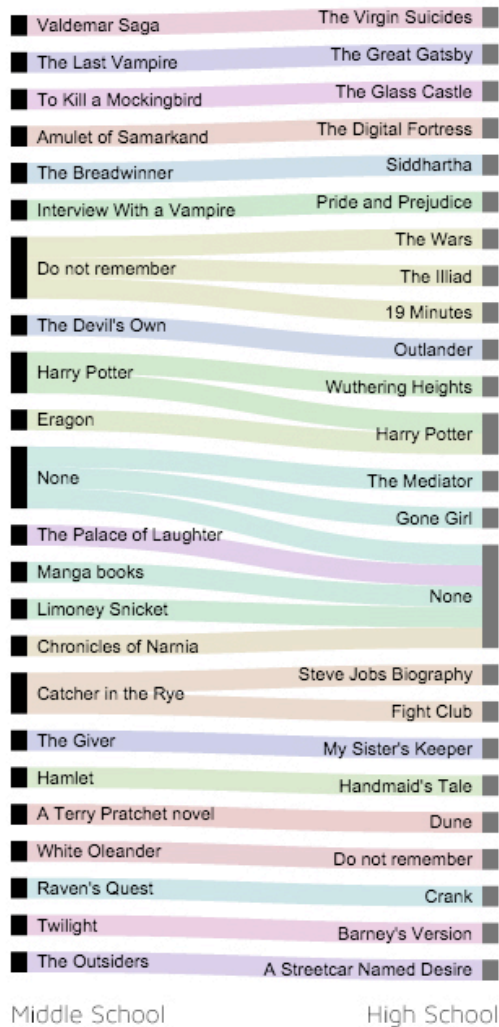 Valdemar Saga
The Virgin Suicides
The Last Vampire
The Great Gatsby
To Kill a Mockingbird
The Glass Castle
Amulet of Samarkand
The Digital Fortress
The Breadwinner
Siddhartha
Interview With a Vampire
Pride and Prejudice
Do not remember
The Wars
The Illiad
19 Minutes
The Devil's Own
Outlander
Harry Potter
Wuthering Heights
Eragon
Harry Potter
None
The Mediator
Gone Girl
The Palace of Laughter
Manga books
None
Limoney Snicket
Chronicles of Narnia
Steve Jobs Biography
Catcher in the Rye
Fight Club
The Giver
My Sister's Keeper
Hamlet
Handmaid's Tale
A Terry Pratchet novel
Dune
White Oleander
Do not remember
Raven's Quest
Crank
Twilight
Barney's Version
The Outsiders
A Streetcar Named Desire
Middle School
High School